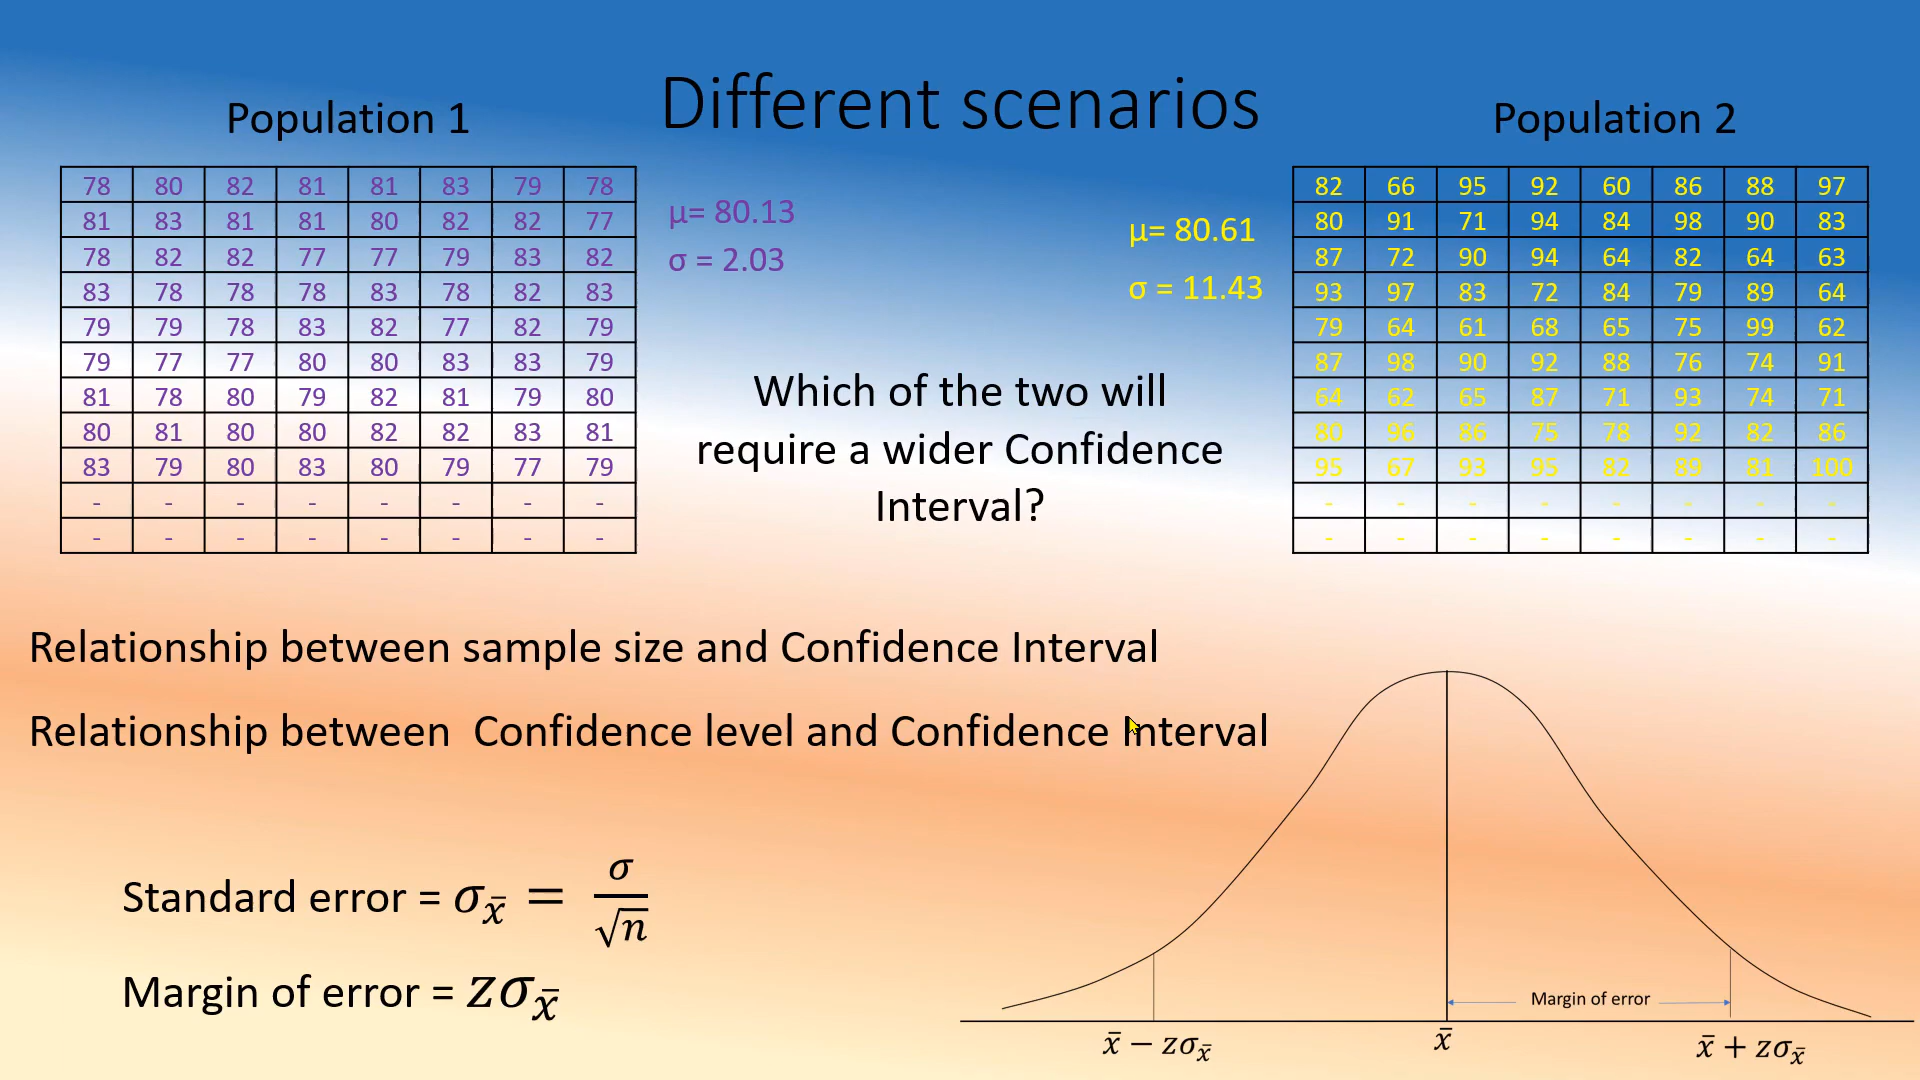 Different scenarios
Population 1
78 80 82 81 81 83 79 78
81 83 81 81 80 82 82 77
78 82 82 77 77 79 83 82
83 78 78 78 83 78 82 83
79 79 78 83 82 77 82 79
79 77 77 80 80 83 83 79
81 78 80 79 82 81 79 80
80 81 80 80 82 82 83 81
83 79 80 83 80 79 77 79
- - - - - - - -
- - - - - - - -
μ= 80.13
σ = 2.03
Population 2
82 66 95 92 60 86 88 97
80 91 71 94 84 98 90 83
87 72 90 94 64 82 64 63
93 97 83 72 84 79 89 64
79 64 61 68 65 75 99 62
87 98 90 92 88 76 74 91
64 62 65 87 71 93 74 71
80 96 86 75 78 92 82 86
95 67 93 95 82 89 81 100
- - - - - - - -
- - - - - - - -
μ= 80.61
σ = 11.43
Which of the two will
require a wider Confidence
Interval?
Relationship between sample size and Confidence Interval
Relationship between  Confidence level and Confidence Interval
Standard error = σ_x̄ = σ/√n
Margin of error = zσ_x̄
Margin of error
x̄ − zσ_x̄
x̄
x̄ + zσ_x̄